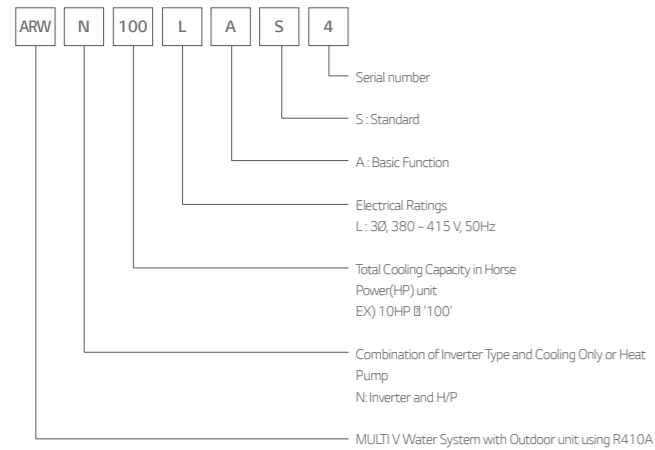 ARW N 100 L A S 4
Serial number
S : Standard
A : Basic Function
Electrical Ratings
L : 3Ø, 380 ~ 415 V, 50Hz
Total Cooling Capacity in Horse
Power(HP) unit
EX) 10HP '100'
Combination of Inverter Type and Cooling Only or Heat
Pump
N: Inverter and H/P
MULTI V Water System with Outdoor unit using R410A